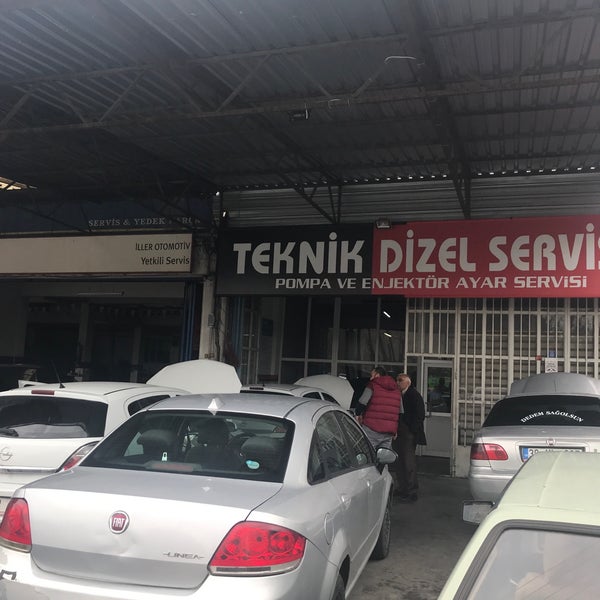 SERVİS & YEDEK PARÇA
İLLER OTOMOTİV
Yetkili Servis
TEKNİK DİZEL SERVİS
POMPA VE ENJEKTÖR AYAR SERVİSİ
DEDEM SAĞOLSUN
FIAT
LINEA